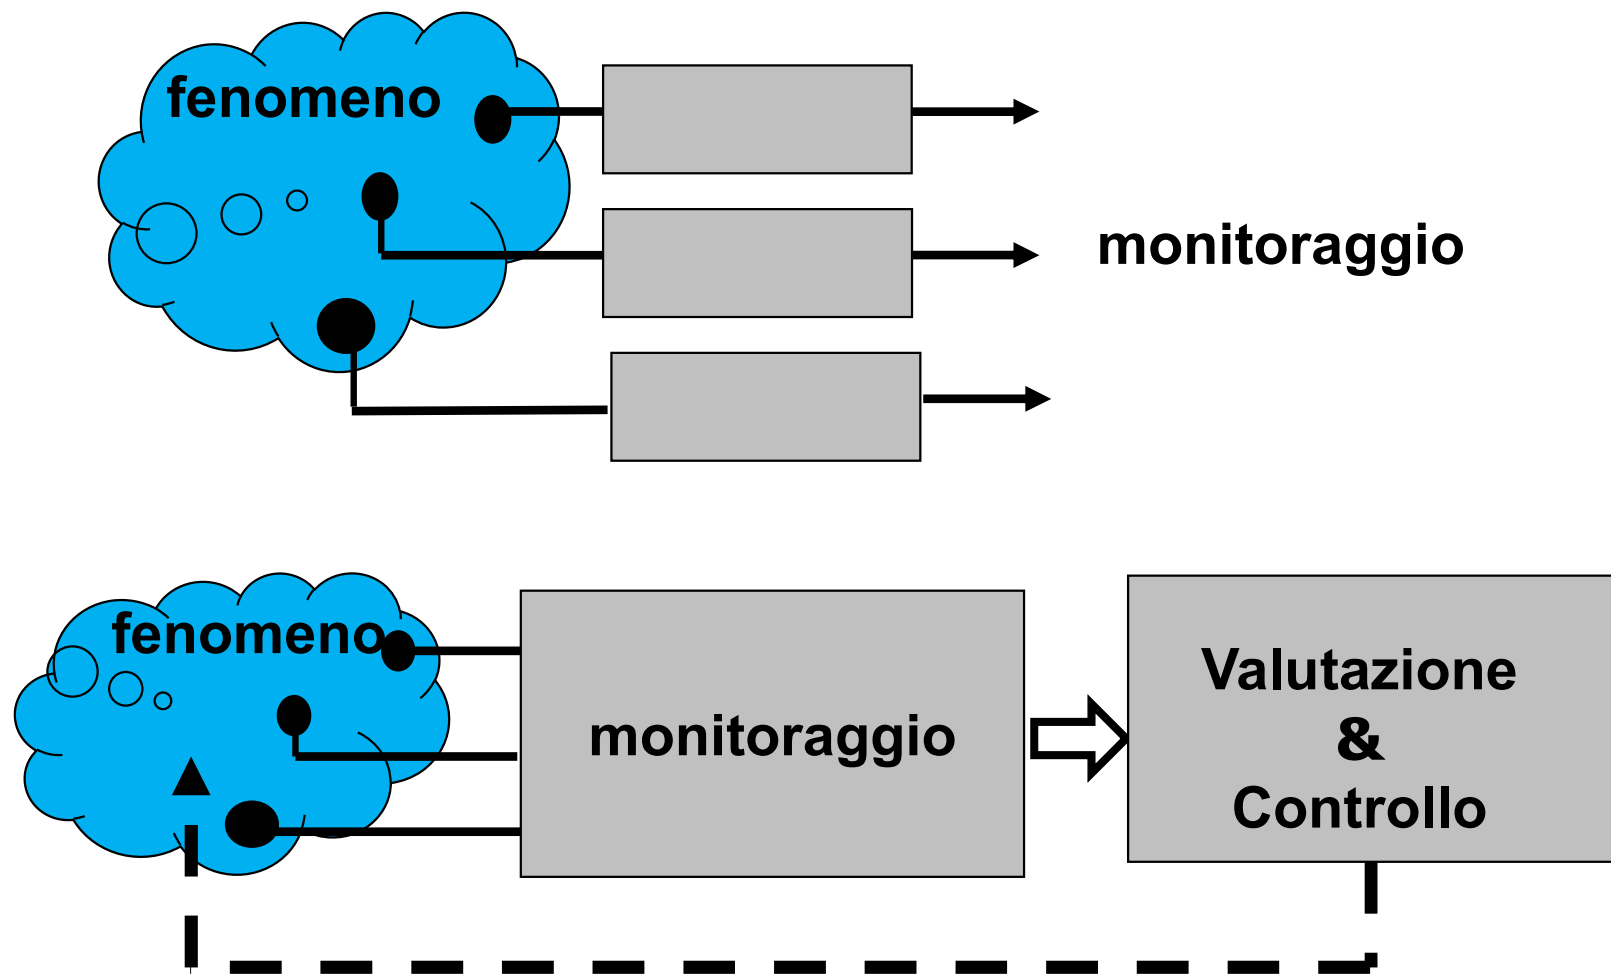 fenomeno
monitoraggio
fenomeno
monitoraggio
Valutazione
&
Controllo